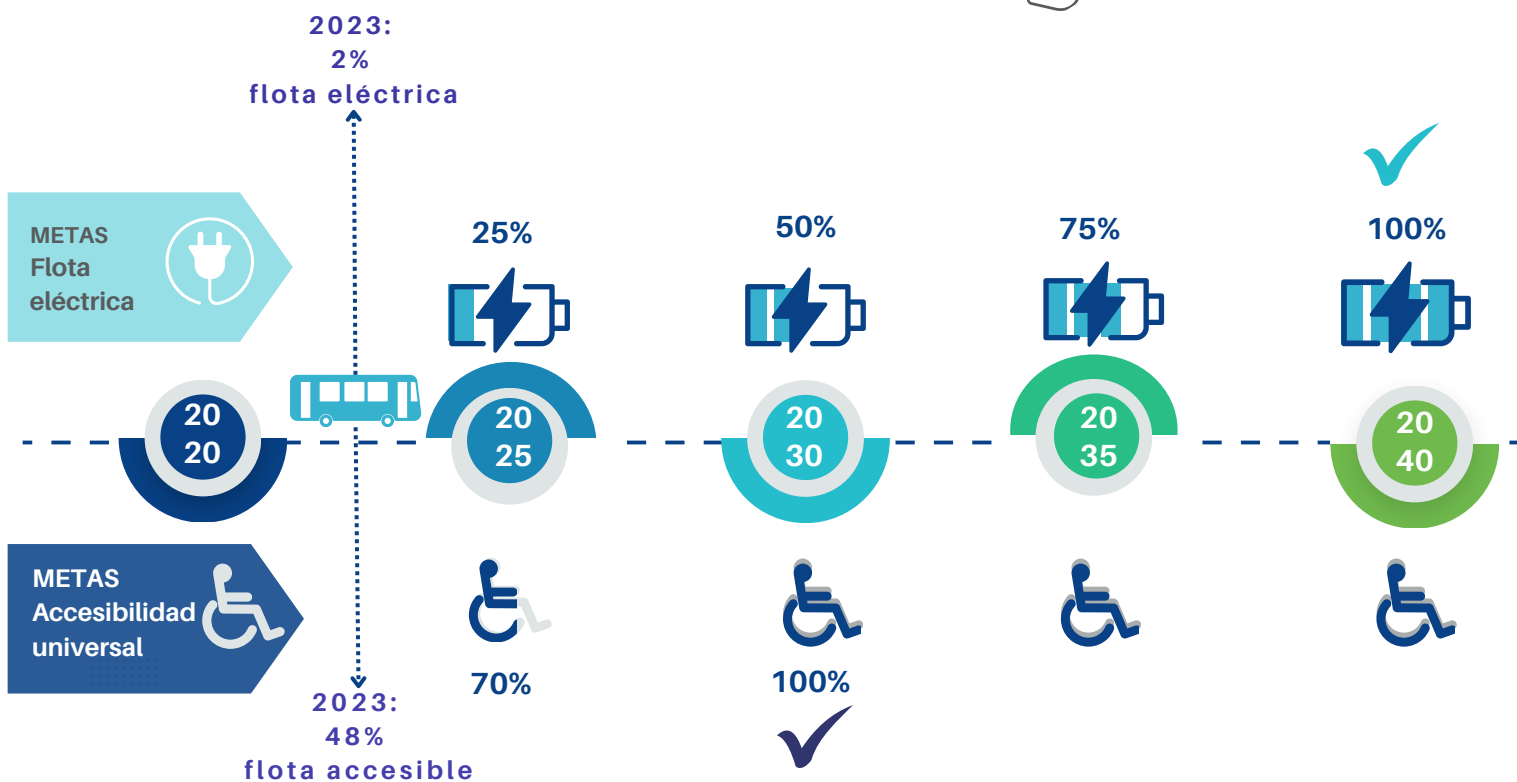 2023:
2%
flota eléctrica
METAS
Flota
eléctrica
25%
50%
75%
100%
20
20
20
25
20
30
20
35
20
40
METAS
Accesibilidad
universal
70%
100%
2023:
48%
flota accesible